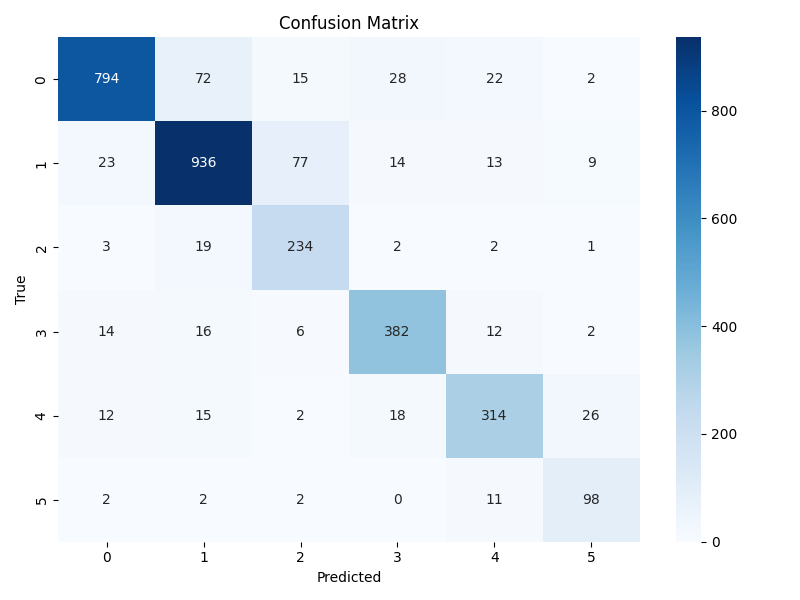 Confusion Matrix
0 794 72 15 28 22 2
1 23 936 77 14 13 9
2 3 19 234 2 2 1
3 14 16 6 382 12 2
4 12 15 2 18 314 26
5 2 2 2 0 11 98
0 1 2 3 4 5
Predicted
True
800
600
400
200
0